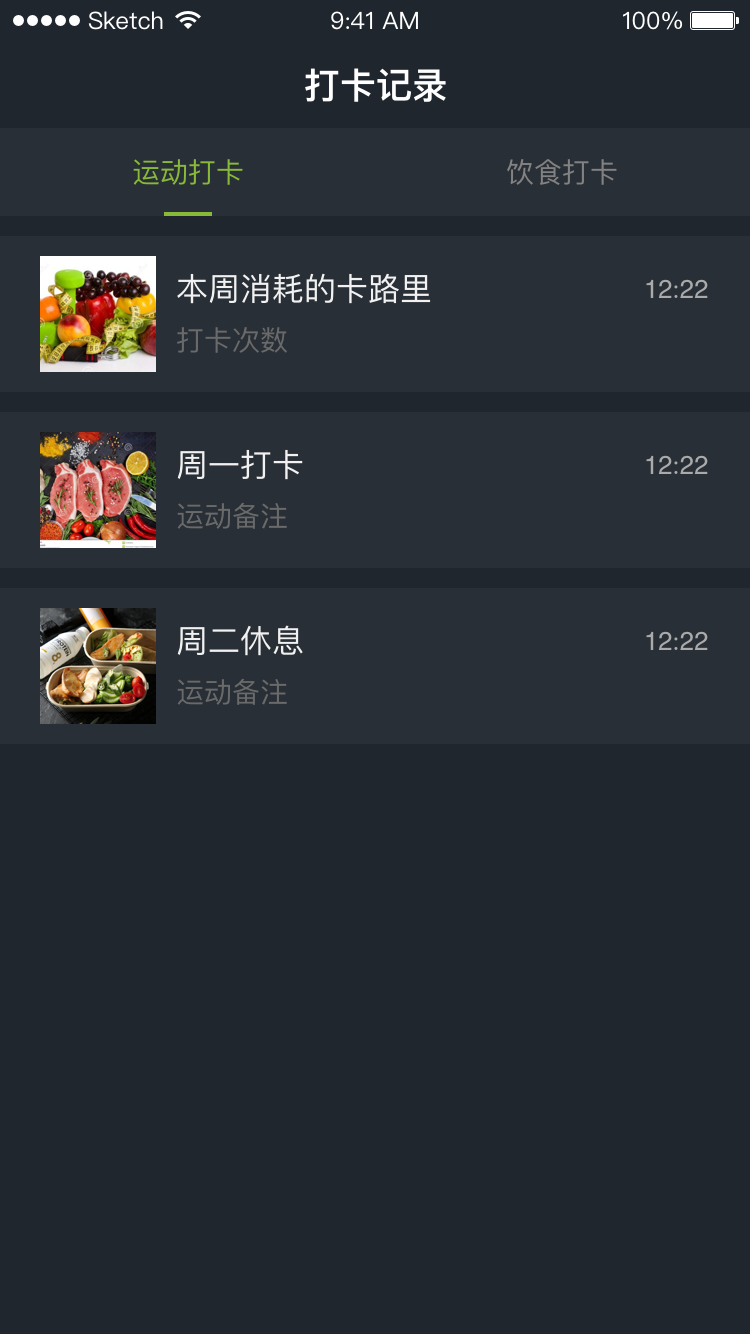 Sketch 9:41 AM 100%
打卡记录
运动打卡 饮食打卡
本周消耗的卡路里 12:22
打卡次数
周一打卡 12:22
运动备注
周二休息 12:22
运动备注